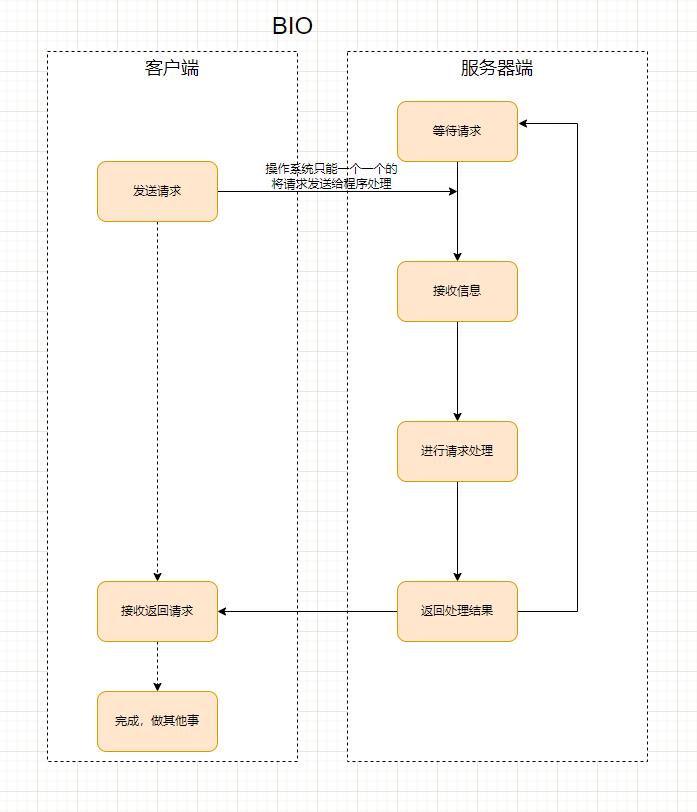 BIO
客户端
服务器端
等待请求
操作系统只能一个一个的
将请求发送给程序处理
发送请求
接收信息
进行请求处理
接收返回请求
返回处理结果
完成，做其他事